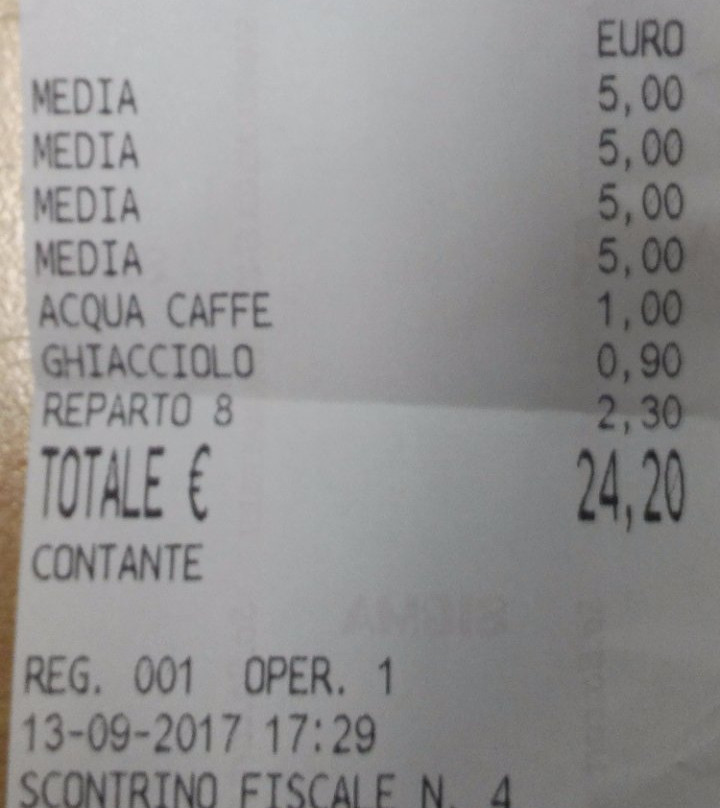 EURO
MEDIA 5,00
MEDIA 5,00
MEDIA 5,00
MEDIA 5,00
ACQUA CAFFE 1,00
GHIACCIOLO 0,90
REPARTO 8 2,30
TOTALE € 24,20
CONTANTE
REG. 001 OPER. 1
13-09-2017 17:29
SCONTRINO FISCALE N. 4